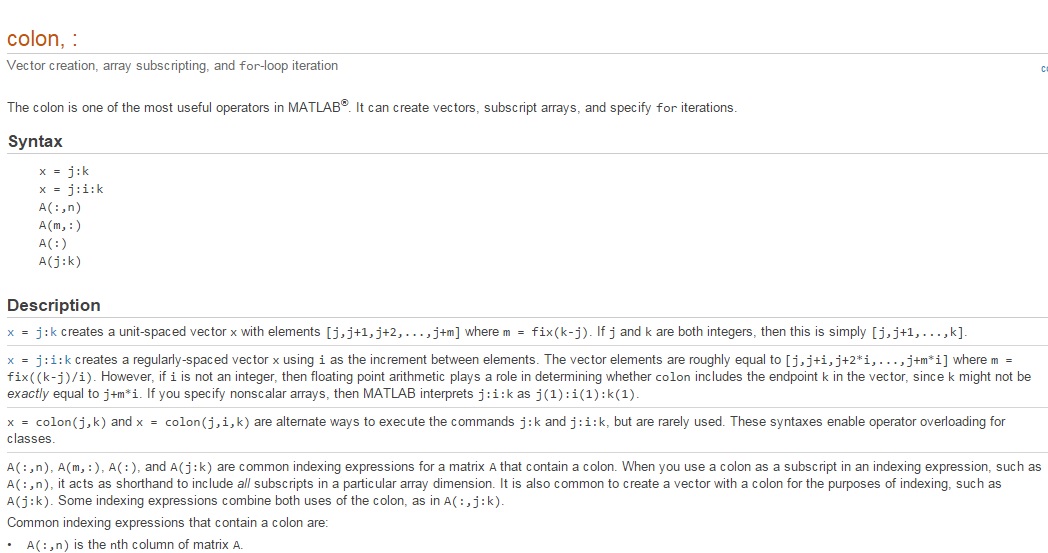 colon, :
Vector creation, array subscripting, and for-loop iteration
The colon is one of the most useful operators in MATLAB®. It can create vectors, subscript arrays, and specify for iterations.
Syntax
x = j:k
x = j:i:k
A(:,n)
A(m,:)
A(:)
A(j:k)
Description
x = j:k creates a unit-spaced vector x with elements [j,j+1,j+2,...,j+m] where m = fix(k-j). If j and k are both integers, then this is simply [j,j+1,...,k].
x = j:i:k creates a regularly-spaced vector x using i as the increment between elements. The vector elements are roughly equal to [j,j+i,j+2*i,...,j+m*i] where m =
fix((k-j)/i). However, if i is not an integer, then floating point arithmetic plays a role in determining whether colon includes the endpoint k in the vector, since k might not be
exactly equal to j+m*i. If you specify nonscalar arrays, then MATLAB interprets j:i:k as j(1):i(1):k(1).
x = colon(j,k) and x = colon(j,i,k) are alternate ways to execute the commands j:k and j:i:k, but are rarely used. These syntaxes enable operator overloading for
classes.
A(:,n), A(m,:), A(:), and A(j:k) are common indexing expressions for a matrix A that contain a colon. When you use a colon as a subscript in an indexing expression, such as
A(:,n), it acts as shorthand to include all subscripts in a particular array dimension. It is also common to create a vector with a colon for the purposes of indexing, such as
A(j:k). Some indexing expressions combine both uses of the colon, as in A(:,j:k).
Common indexing expressions that contain a colon are:
• A(:,n) is the nth column of matrix A.